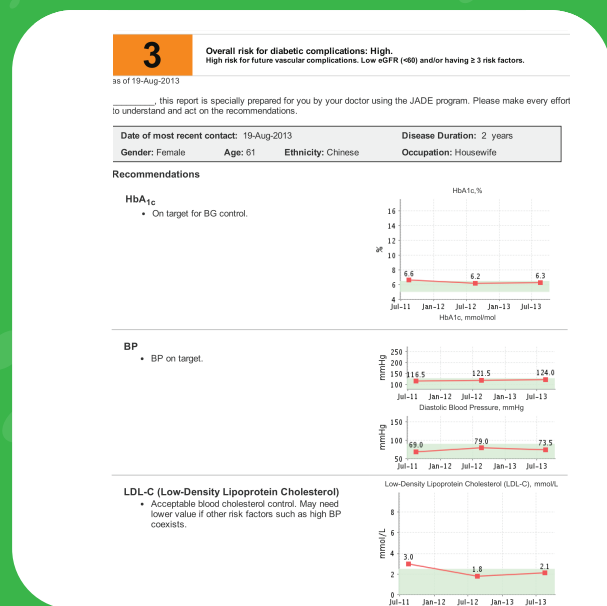 3
Overall risk for diabetic complications: High.
High risk for future vascular complications. Low eGFR (<60) and/or having ≥ 3 risk factors.
as of 19-Aug-2013
_________, this report is specially prepared for you by your doctor using the JADE program. Please make every effort
to understand and act on the recommendations.
Date of most recent contact: 19-Aug-2013 Disease Duration: 2 years
Gender: Female Age: 61 Ethnicity: Chinese Occupation: Housewife
Recommendations
HbA1c
• On target for BG control.
HbA1c,%
%
16
14
12
10
8
6
4
6.6 6.2 6.3
Jul-11 Jan-12 Jul-12 Jan-13 Jul-13
HbA1c, mmol/mol
BP
• BP on target.
mmHg
250
200
150
100
116.5 121.5 124.0
Jul-11 Jan-12 Jul-12 Jan-13 Jul-13
Diastolic Blood Pressure, mmHg
mmHg
150
100
50
69.0 79.0 73.5
Jul-11 Jan-12 Jul-12 Jan-13 Jul-13
LDL-C (Low-Density Lipoprotein Cholesterol)
• Acceptable blood cholesterol control. May need
lower value if other risk factors such as high BP
coexists.
Low-Density Lipoprotein Cholesterol (LDL-C), mmol/L
mmol/L
8
6
4
2
0
3.0 1.8 2.1
Jul-11 Jan-12 Jul-12 Jan-13 Jul-13